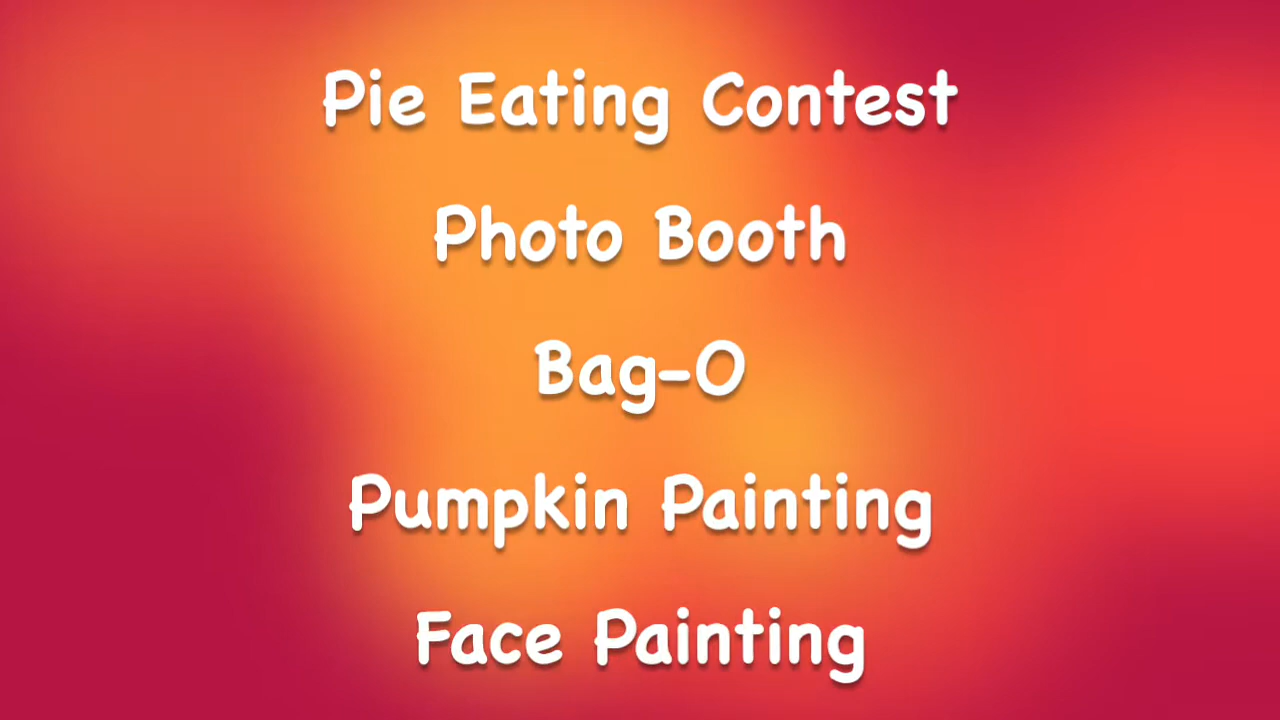 Pie Eating Contest
Photo Booth
Bag-O
Pumpkin Painting
Face Painting